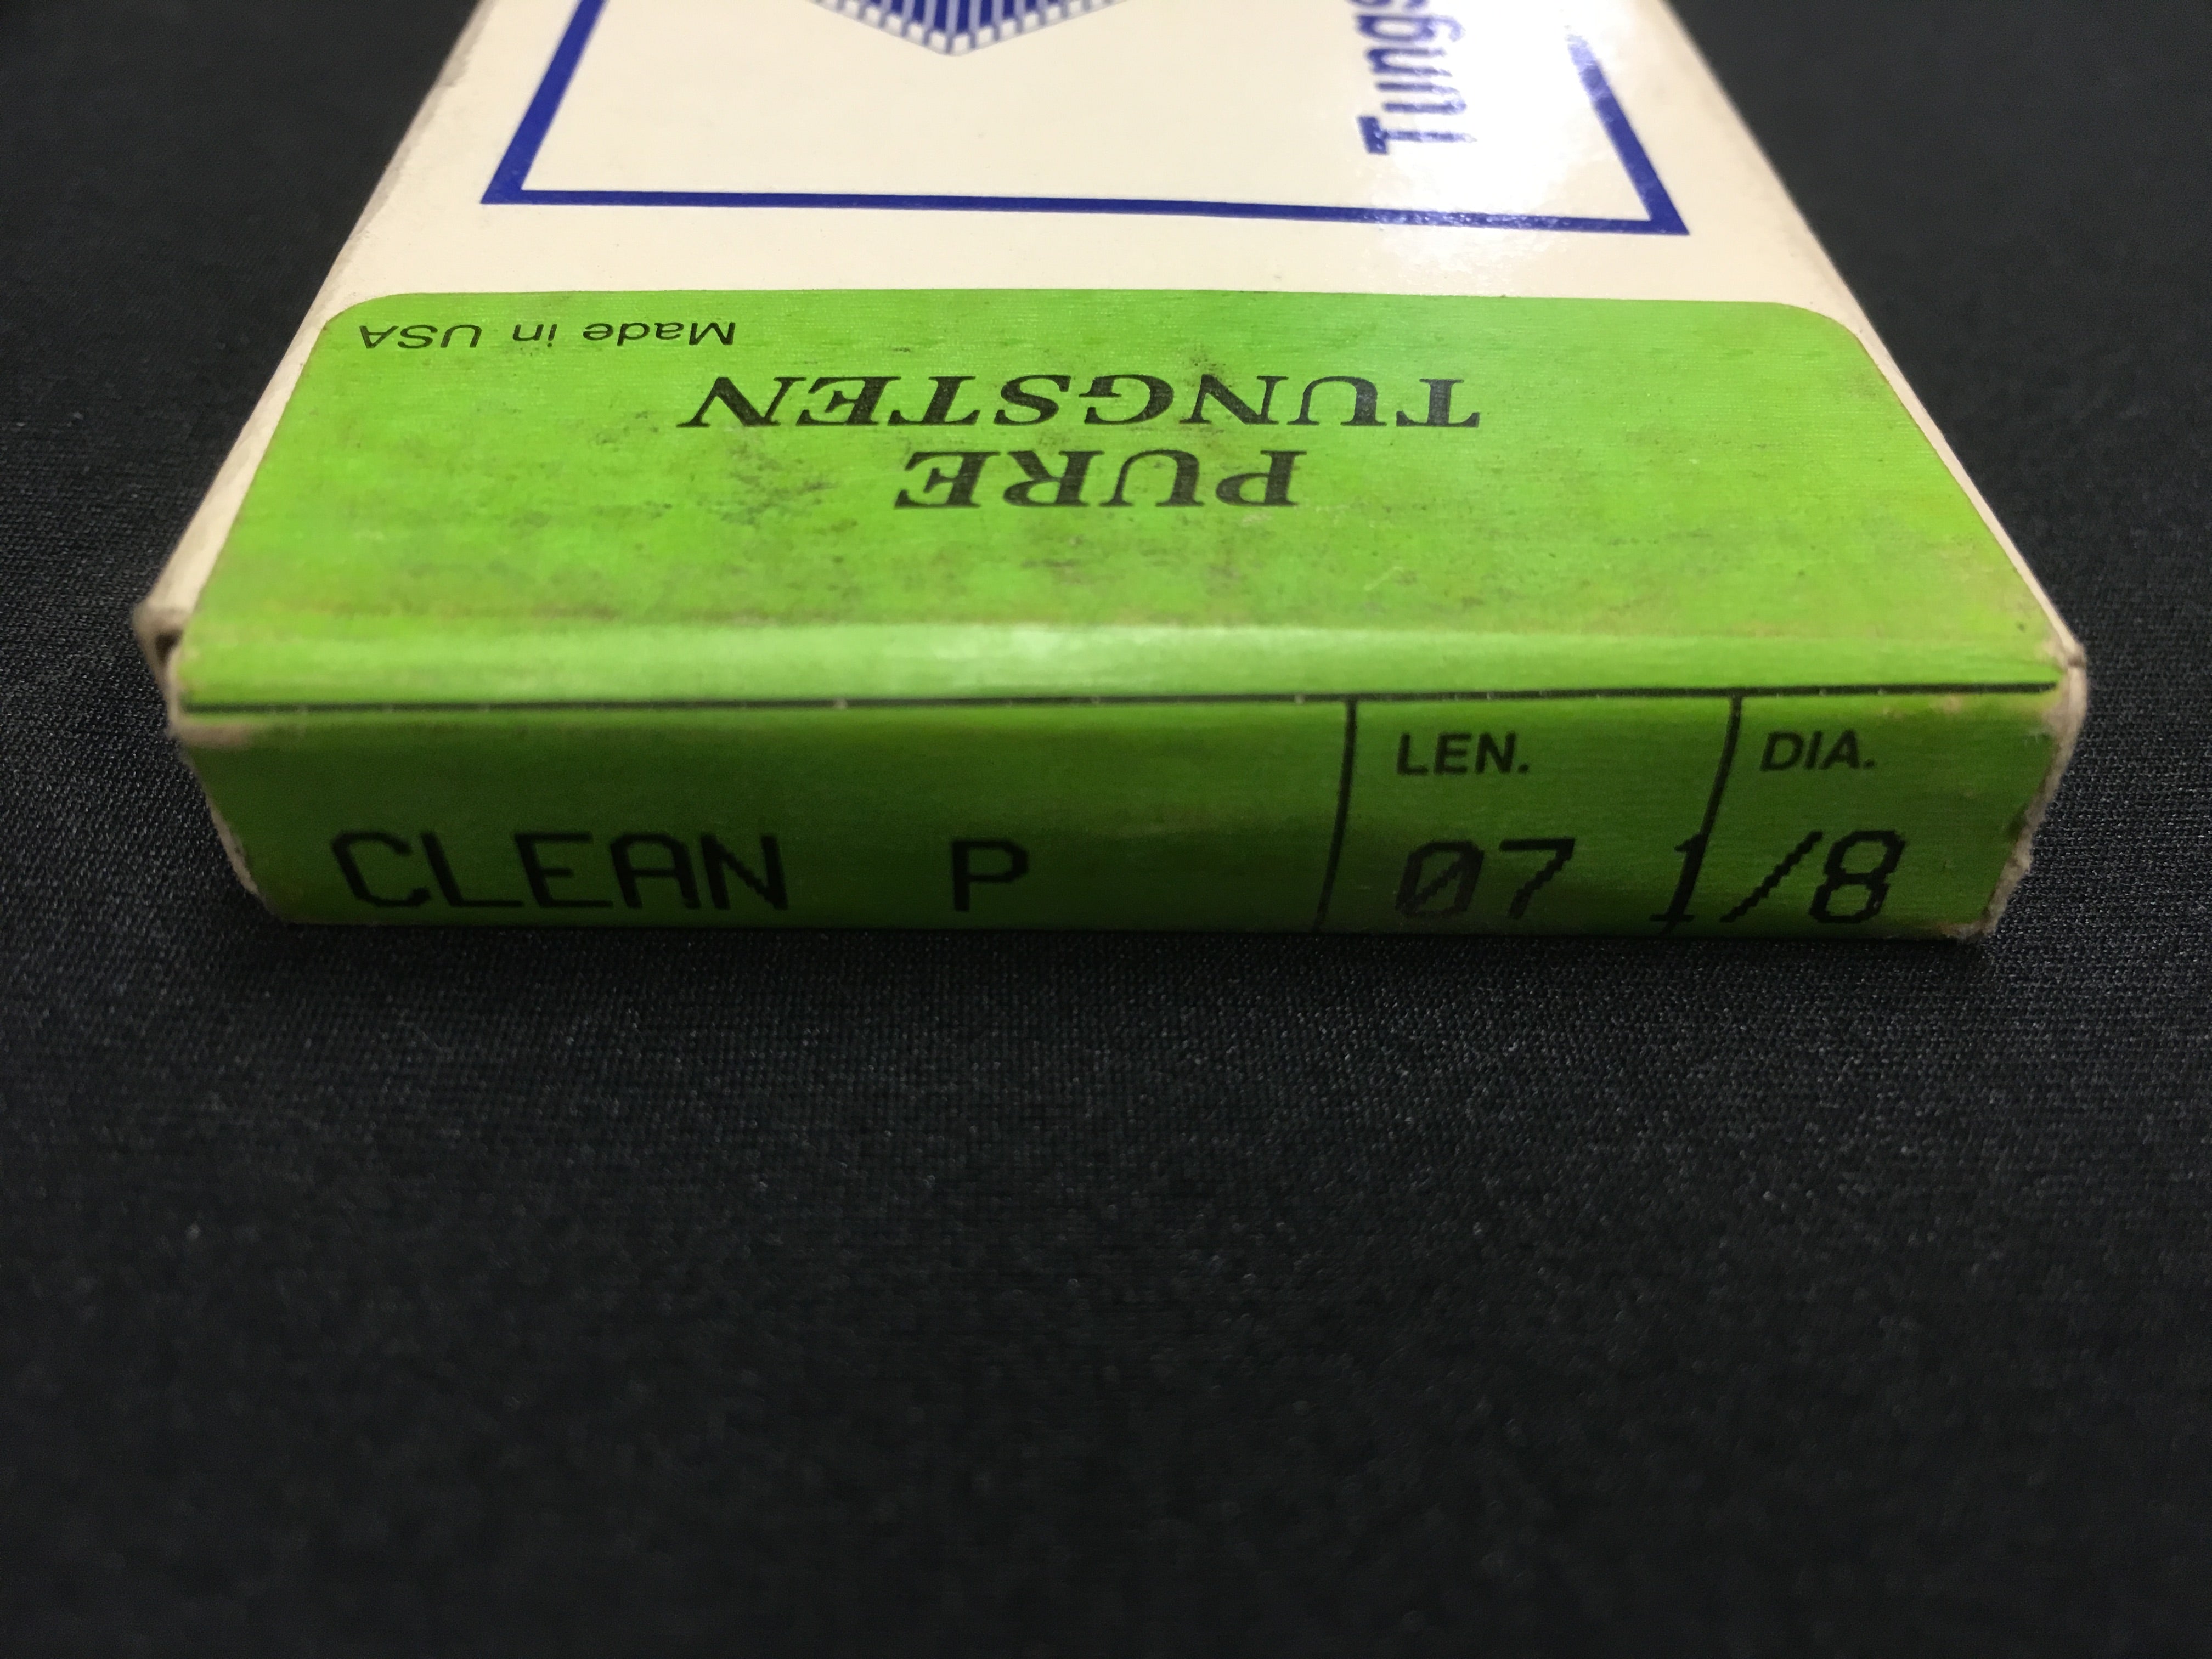 Tungs
PURE
TUNGSTEN
Made in USA
LEN. DIA.
CLEAN P 07 1/8